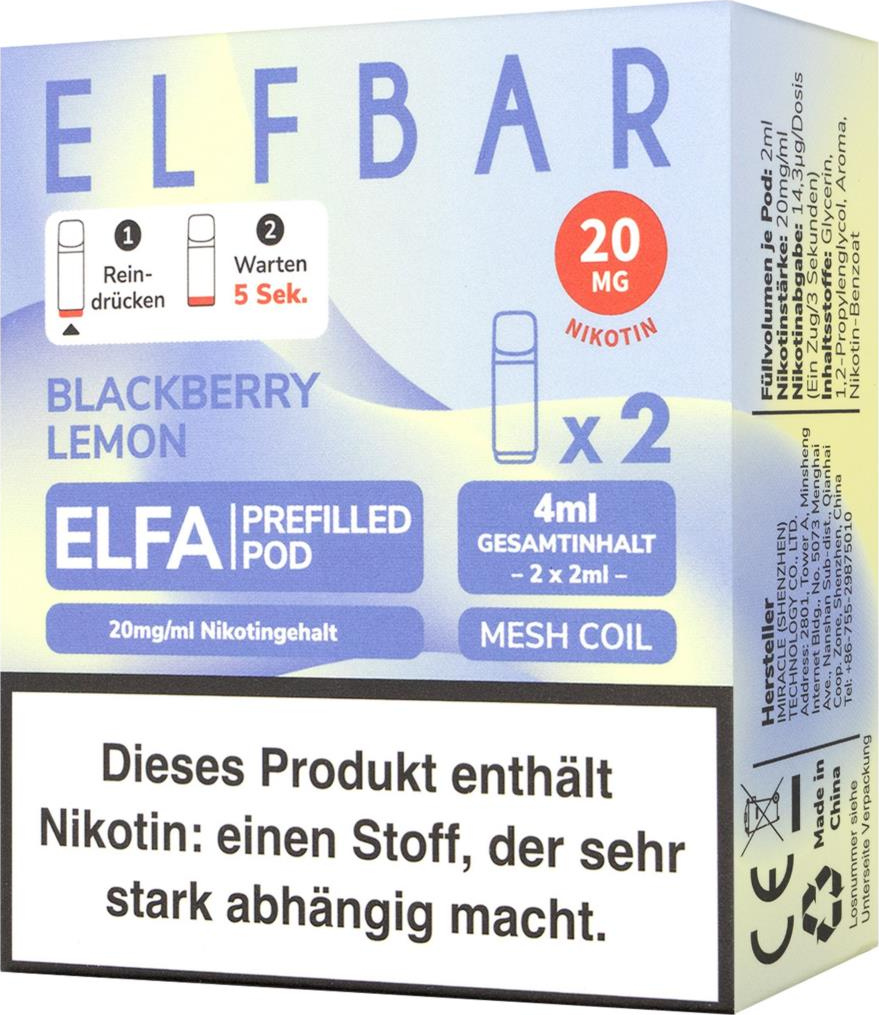 ELFBAR
1
Rein-
drücken
2
Warten
5 Sek.
20
MG
NIKOTIN
BLACKBERRY
LEMON
x2
ELFA | PREFILLED
POD
4ml
GESAMTINHALT
– 2 x 2ml –
20mg/ml Nikotingehalt
MESH COIL
Dieses Produkt enthält
Nikotin: einen Stoff, der sehr
stark abhängig macht.
Füllvolumen je Pod: 2ml
Nikotinstärke: 20mg/ml
Nikotinabgabe: 14,3µg/Dosis
(Ein Zug/3 Sekunden)
Inhaltsstoffe: Glycerin,
1,2-Propylenglycol, Aroma,
Nikotin-Benzoat
Hersteller
IMIRACLE (SHENZHEN)
TECHNOLOGY CO., LTD.
Address: 2801, Tower A, Minsheng
Internet Bldg., No. 5073 Menghai
Ave., Nanshan Sub-dist., Qianhai
Coop. Zone, Shenzhen, China
Tel: +86-755-29875010
CE
Made in
China
Losnummer siehe
Unterseite Verpackung